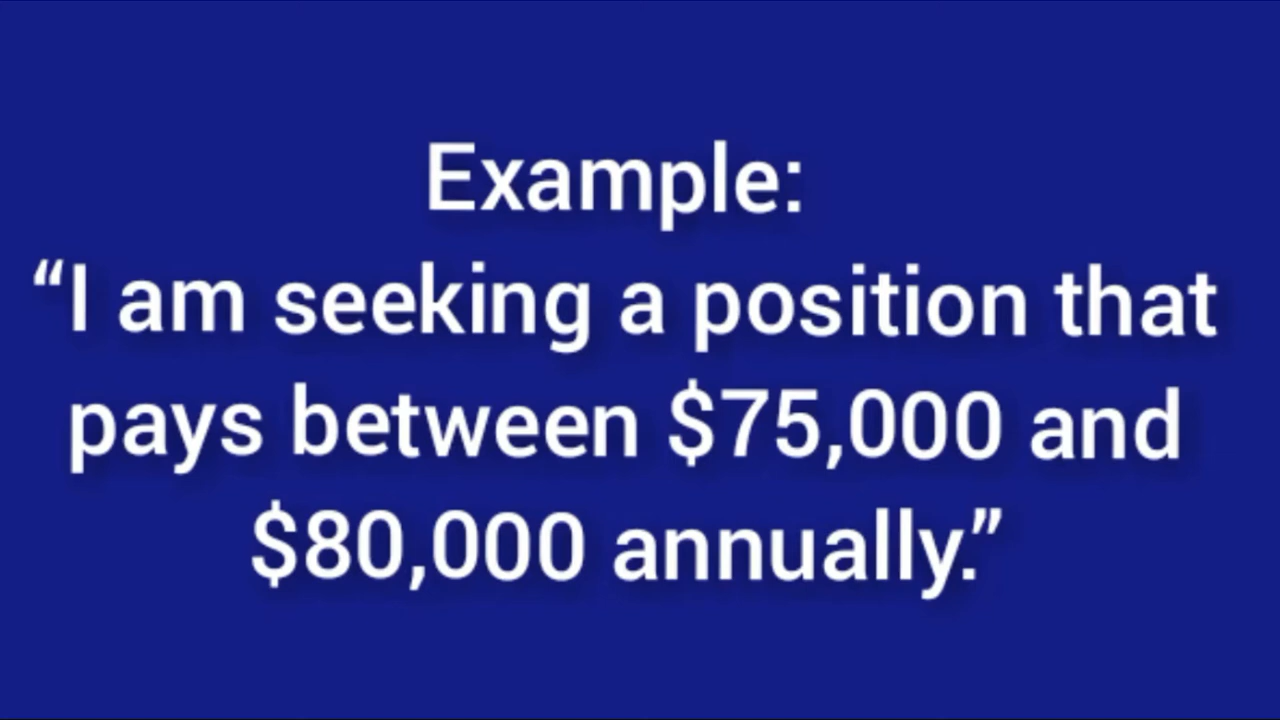 Example:
“I am seeking a position that
pays between $75,000 and
$80,000 annually.”